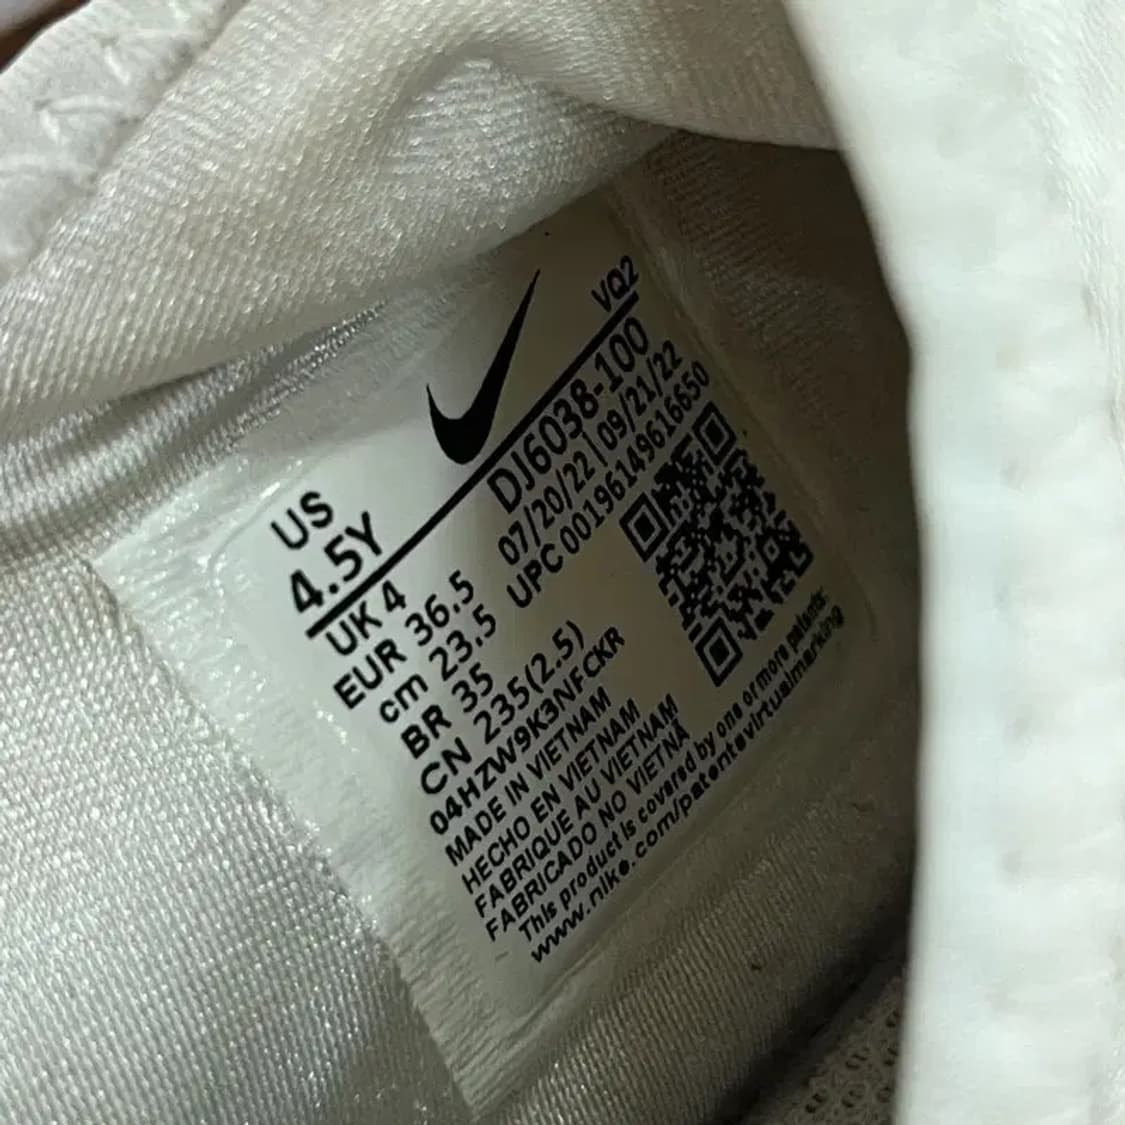 VQ2
US
4.5Y
DJ6038-100
07/20/22|09/21/22
UPC 00196149616650
UK 4
EUR 36.5
cm 23.5
BR 35
CN 235(2.5)
04HZW9K3NFCKR
MADE IN VIETNAM
HECHO EN VIETNAM
FABRIQUE AU VIETNAM
FABRICADO NO VIETNÃ
This product is covered by one or more patents:
www.nike.com/patentsvirtualmarking